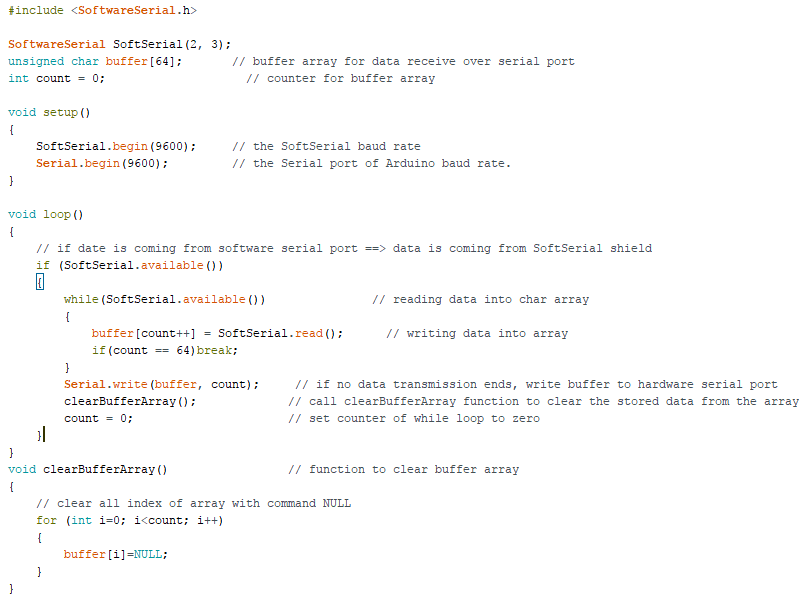 #include <SoftwareSerial.h>
SoftwareSerial SoftSerial(2, 3);
unsigned char buffer[64];       // buffer array for data receive over serial port
int count = 0;                    // counter for buffer array
void setup()
{
    SoftSerial.begin(9600);     // the SoftSerial baud rate
    Serial.begin(9600);         // the Serial port of Arduino baud rate.
}
void loop()
{
    // if date is coming from software serial port ==> data is coming from SoftSerial shield
    if (SoftSerial.available())
    {
        while(SoftSerial.available())               // reading data into char array
        {
            buffer[count++] = SoftSerial.read();      // writing data into array
            if(count == 64)break;
        }
        Serial.write(buffer, count);     // if no data transmission ends, write buffer to hardware serial port
        clearBufferArray();             // call clearBufferArray function to clear the stored data from the array
        count = 0;                      // set counter of while loop to zero
    }
}
void clearBufferArray()                 // function to clear buffer array
{
    // clear all index of array with command NULL
    for (int i=0; i<count; i++)
    {
        buffer[i]=NULL;
    }
}